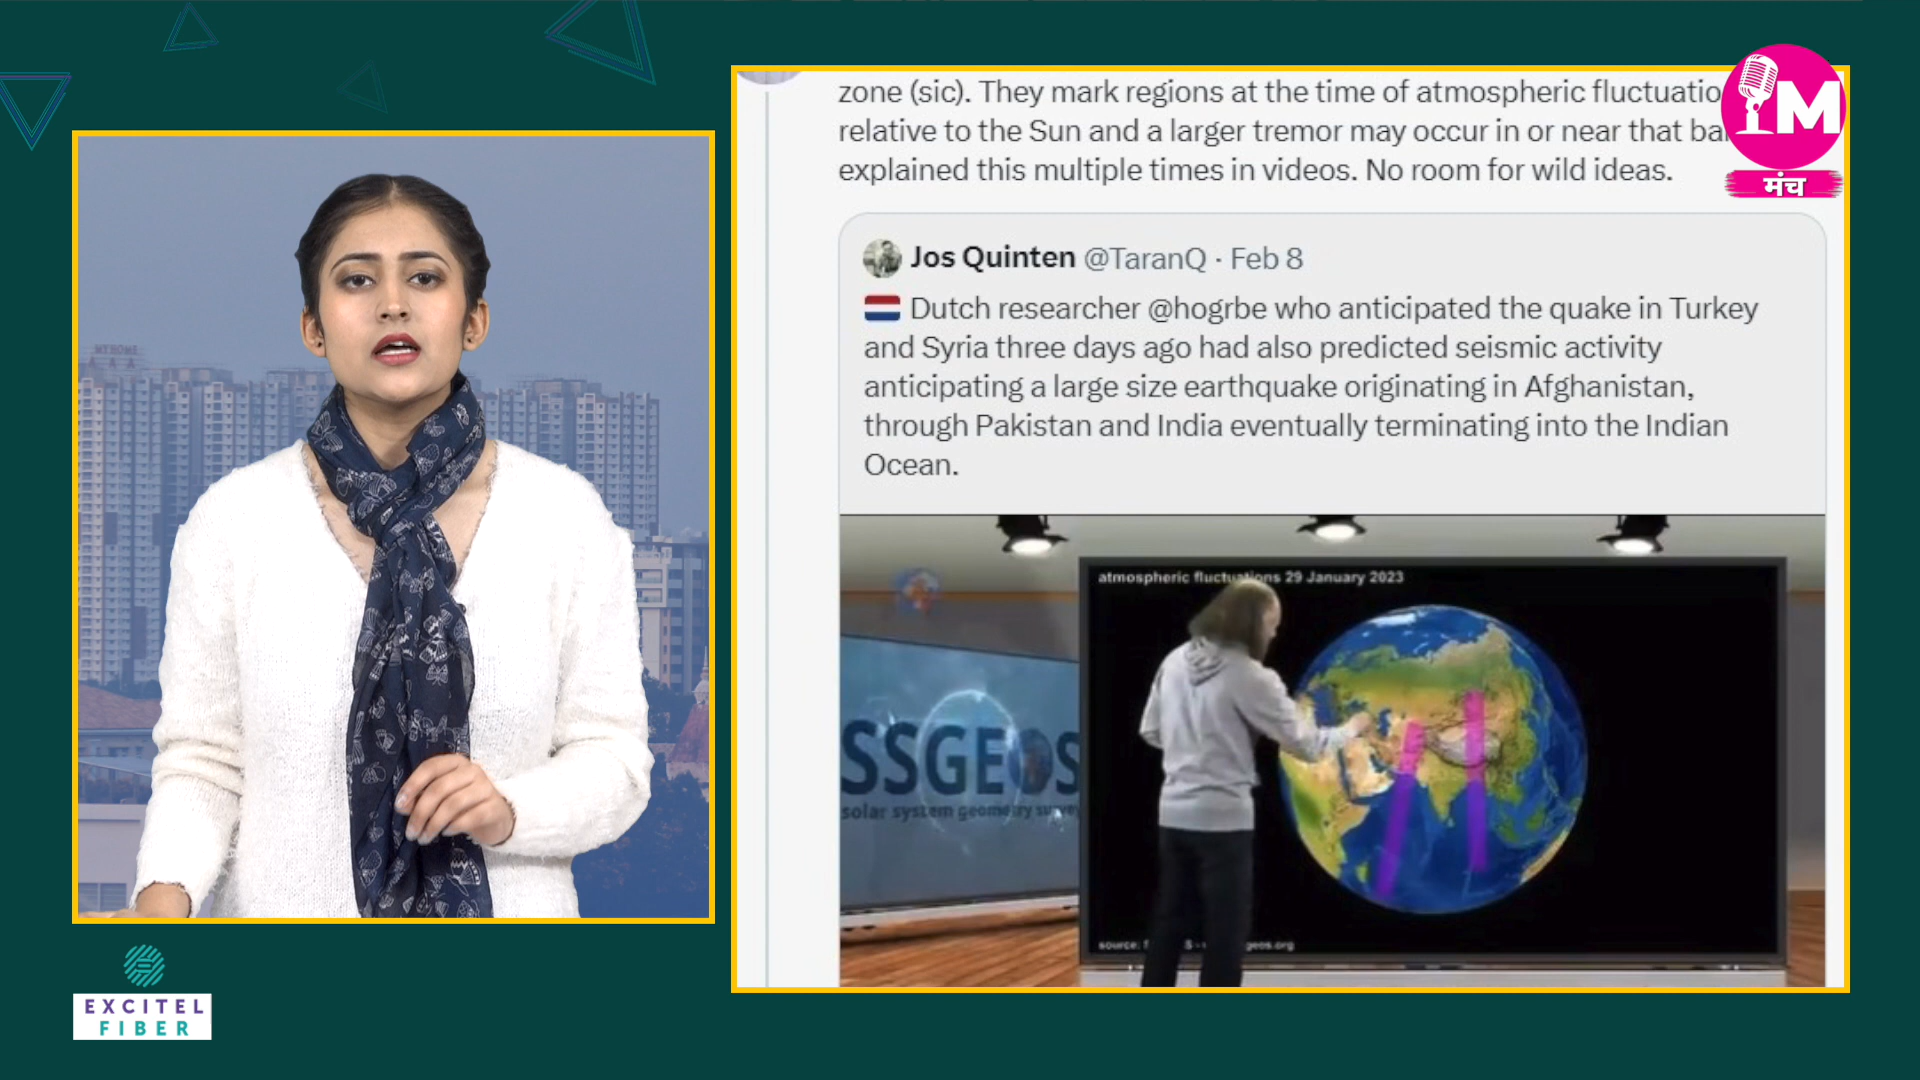 zone (sic). They mark regions at the time of atmospheric
relative to the Sun and a larger tremor may occur in or near that
explained this multiple times in videos. No room for wild ideas.
M
मंच
Jos Quinten @TaranQ · Feb 8
Dutch researcher @hogrbe who anticipated the quake in Turkey
and Syria three days ago had also predicted seismic activity
anticipating a large size earthquake originating in Afghanistan,
through Pakistan and India eventually terminating into the Indian
Ocean.
atmospheric fluctuations 29 January 2023
SSGEOS
solar system geometry survey
source:
MY HOME
EXCITEL
FIBER